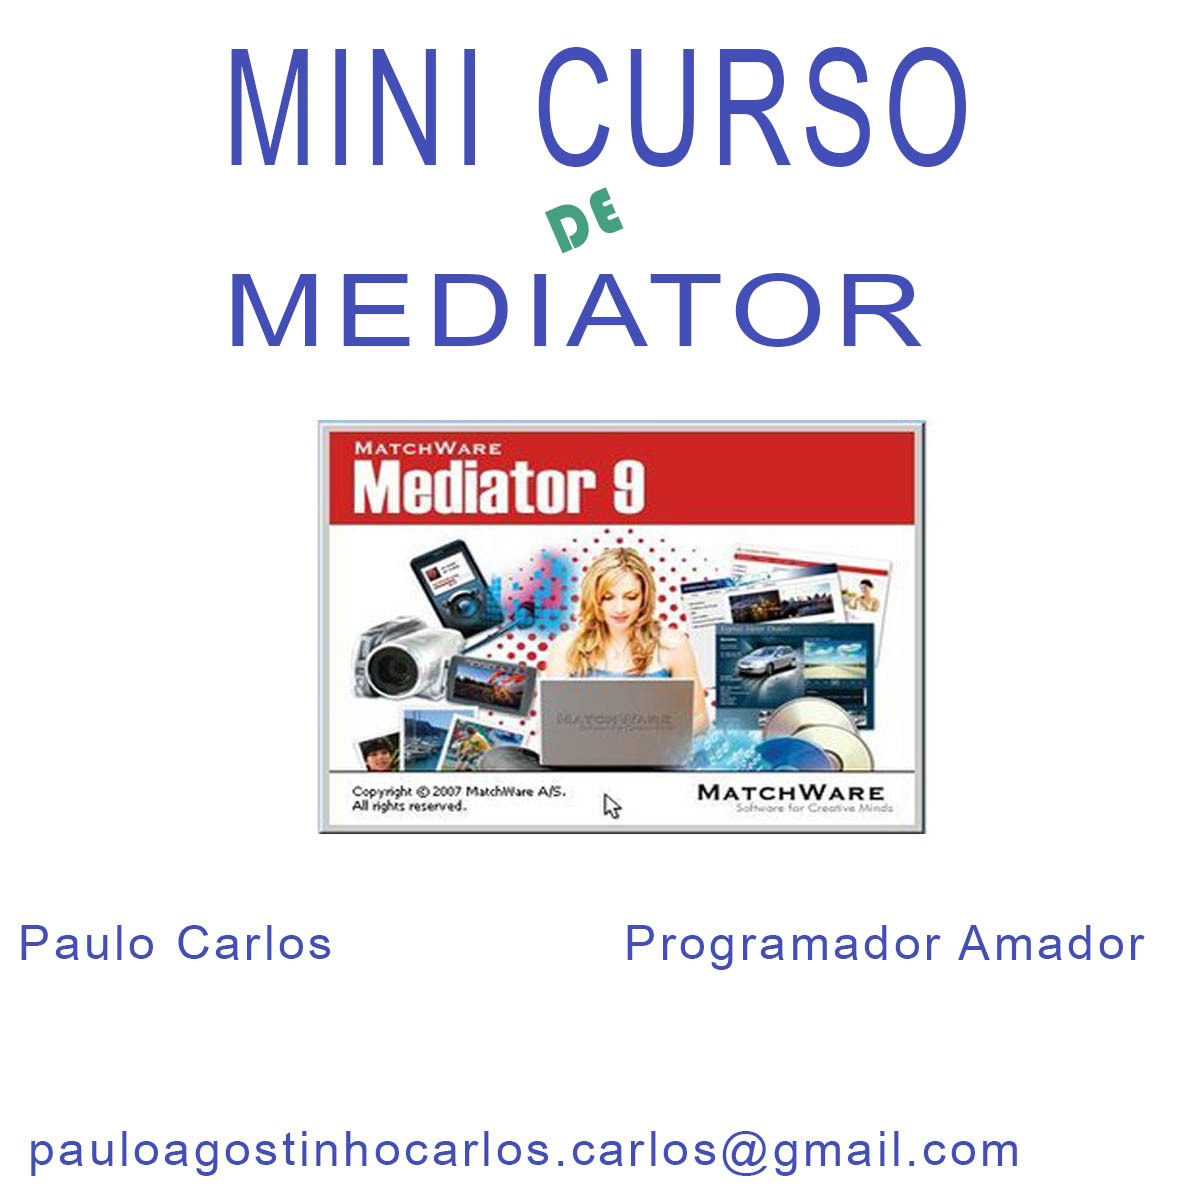 MINI CURSO
DE
MEDIATOR
MATCHWARE
Mediator 9
MATCHWARE
Copyright © 2007 MatchWare A/S.
All rights reserved.
MATCHWARE
Software for Creative Minds
Paulo Carlos
Programador Amador
pauloagostinhocarlos.carlos@gmail.com